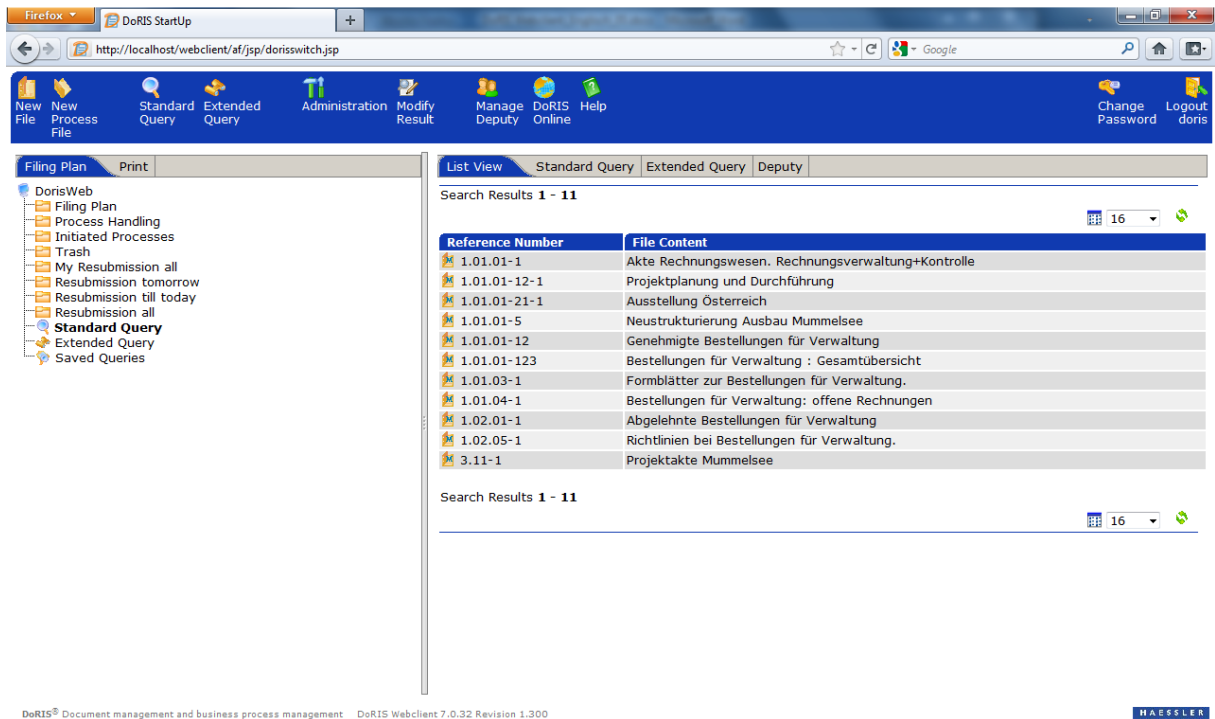 Firefox
DoRIS StartUp
http://localhost/webclient/af/jsp/dorisswitch.jsp
Google
New File
New Process File
Standard Query
Extended Query
Administration
Modify Result
Manage Deputy
DoRIS Online
Help
Change Password
Logout doris
Filing Plan Print
DorisWeb
Filing Plan
Process Handling
Initiated Processes
Trash
My Resubmission all
Resubmission tomorrow
Resubmission till today
Resubmission all
Standard Query
Extended Query
Saved Queries
List View Standard Query Extended Query Deputy
Search Results 1 - 11
16
Reference Number File Content
1.01.01-1 Akte Rechnungswesen. Rechnungsverwaltung+Kontrolle
1.01.01-12-1 Projektplanung und Durchführung
1.01.01-21-1 Ausstellung Österreich
1.01.01-5 Neustrukturierung Ausbau Mummelsee
1.01.01-12 Genehmigte Bestellungen für Verwaltung
1.01.01-123 Bestellungen für Verwaltung : Gesamtübersicht
1.01.03-1 Formblätter zur Bestellungen für Verwaltung.
1.01.04-1 Bestellungen für Verwaltung: offene Rechnungen
1.02.01-1 Abgelehnte Bestellungen für Verwaltung
1.02.05-1 Richtlinien bei Bestellungen für Verwaltung.
3.11-1 Projektakte Mummelsee
Search Results 1 - 11
16
DoRIS® Document management and business process management DoRIS Webclient 7.0.32 Revision 1.300
HAESSLER